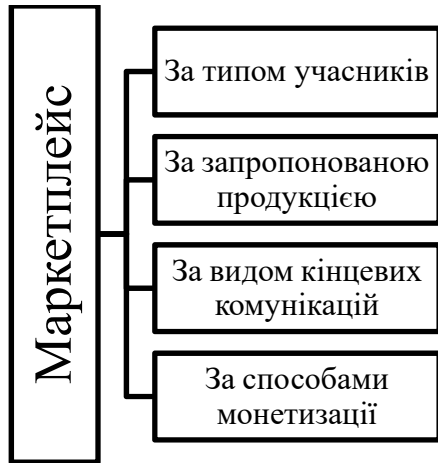 Маркетплейс
За типом учасників
За запропонованою
продукцією
За видом кінцевих
комунікацій
За способами
монетизації